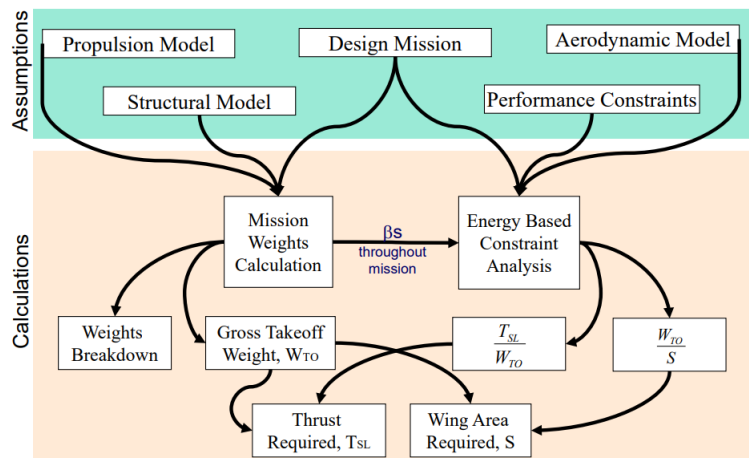 Assumptions
Propulsion Model
Design Mission
Aerodynamic Model
Structural Model
Performance Constraints
Calculations
Mission
Weights
Calculation
βs
throughout
mission
Energy Based
Constraint
Analysis
Weights
Breakdown
Gross Takeoff
Weight, WTO
TSL
WTO
WTO
S
Thrust
Required, TSL
Wing Area
Required, S